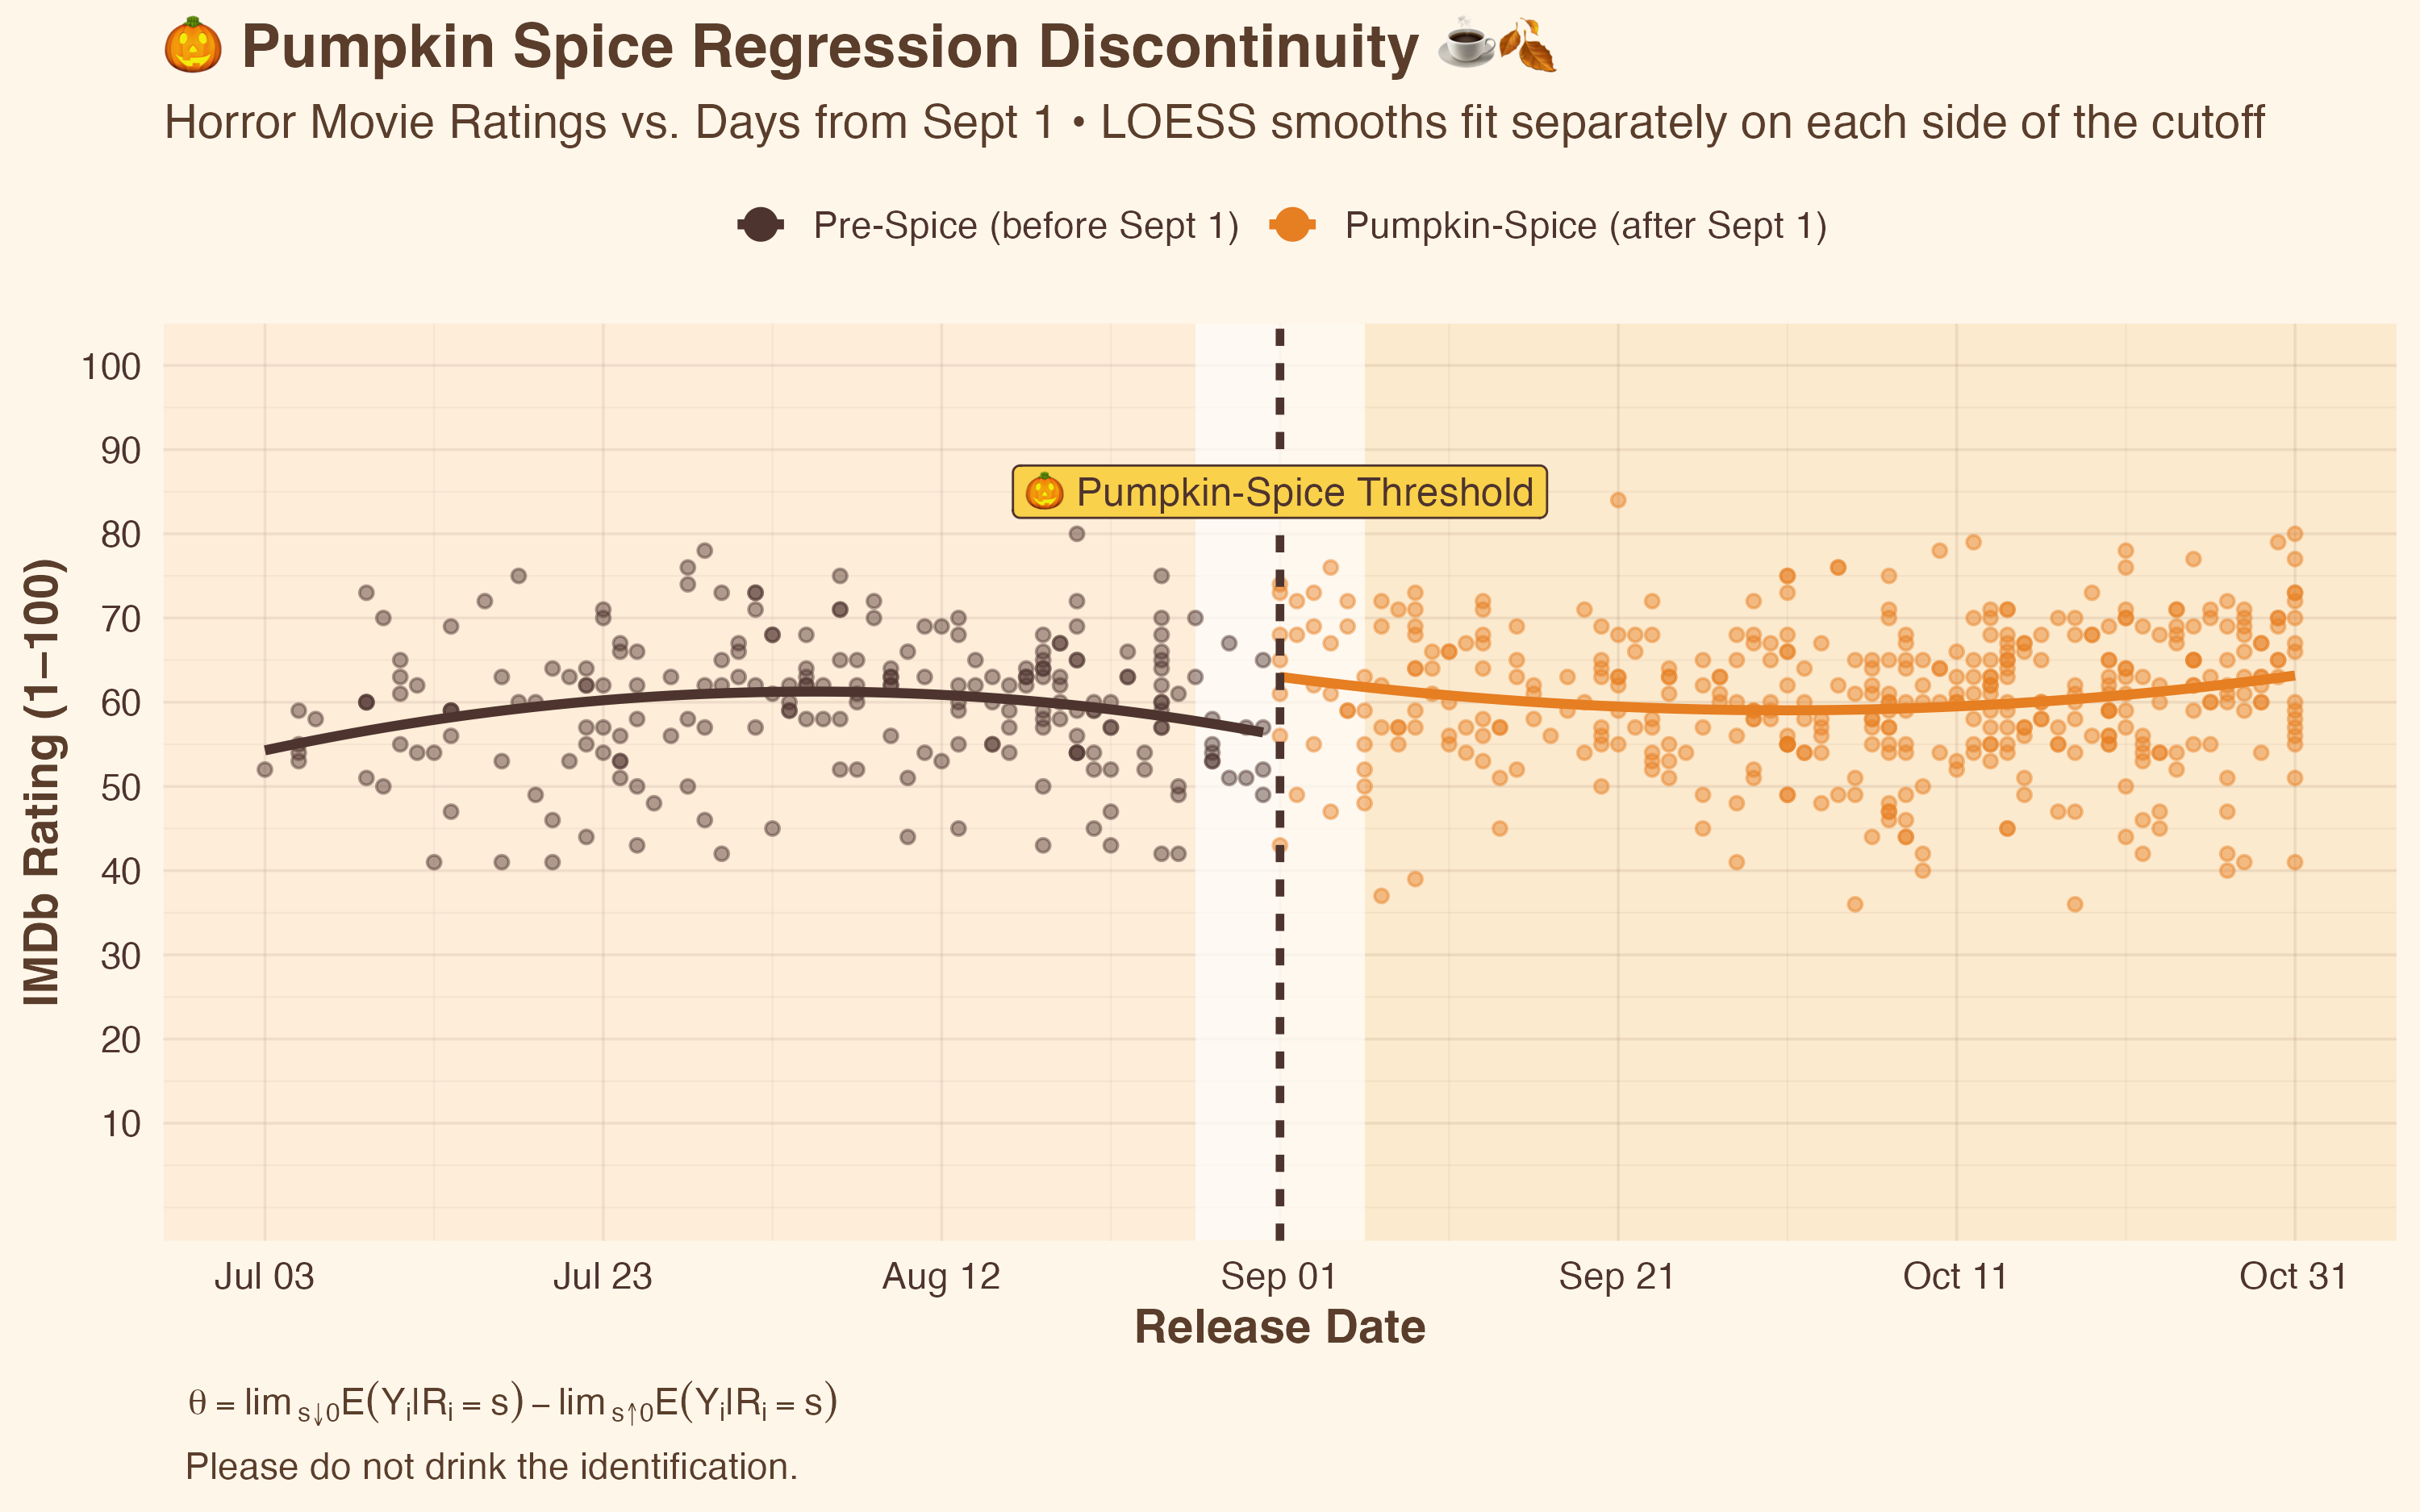 🎃 Pumpkin Spice Regression Discontinuity ☕🍂
Horror Movie Ratings vs. Days from Sept 1 • LOESS smooths fit separately on each side of the cutoff
Pre-Spice (before Sept 1) Pumpkin-Spice (after Sept 1)
IMDb Rating (1–100)
100
90
80
70
60
50
40
30
20
10
🎃 Pumpkin-Spice Threshold
Jul 03 Jul 23 Aug 12 Sep 01 Sep 21 Oct 11 Oct 31
Release Date
θ = lim s↓0E(Yi|Ri = s) – lim s↑0E(Yi|Ri = s)
Please do not drink the identification.